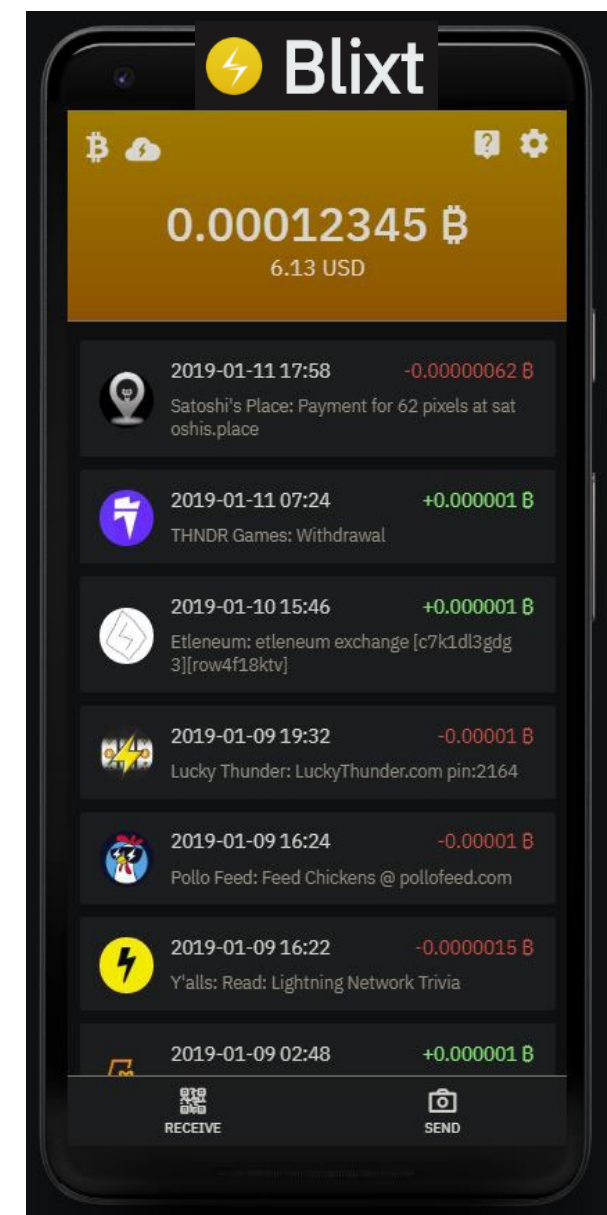 Blixt
0.00012345 ₿
6.13 USD
2019-01-11 17:58 -0.00000062 ₿
Satoshi's Place: Payment for 62 pixels at sat
oshis.place
2019-01-11 07:24 +0.000001 ₿
THNDR Games: Withdrawal
2019-01-10 15:46 +0.000001 ₿
Etleneum: etleneum exchange [c7k1dl3gdg
3][row4f18ktv]
2019-01-09 19:32 -0.00001 ₿
Lucky Thunder: LuckyThunder.com pin:2164
2019-01-09 16:24 -0.00001 ₿
Pollo Feed: Feed Chickens @ pollofeed.com
2019-01-09 16:22 -0.0000015 ₿
Y'alls: Read: Lightning Network Trivia
2019-01-09 02:48 +0.000001 ₿
RECEIVE SEND